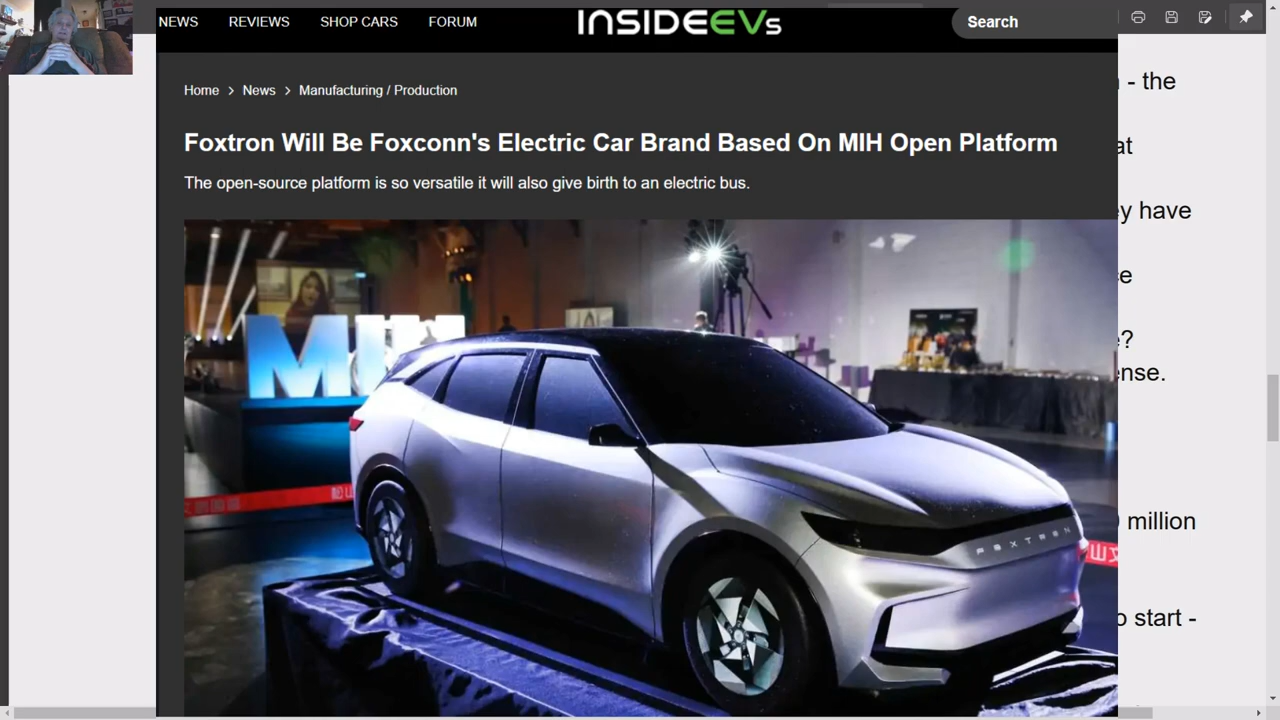 NEWS REVIEWS SHOP CARS FORUM INSIDEEVs Search
- the
Home > News > Manufacturing / Production
Foxtron Will Be Foxconn's Electric Car Brand Based On MIH Open Platform
at
The open-source platform is so versatile it will also give birth to an electric bus.
ey have
ce
MIH
e?
ense.
million
FOXTRON
o start -